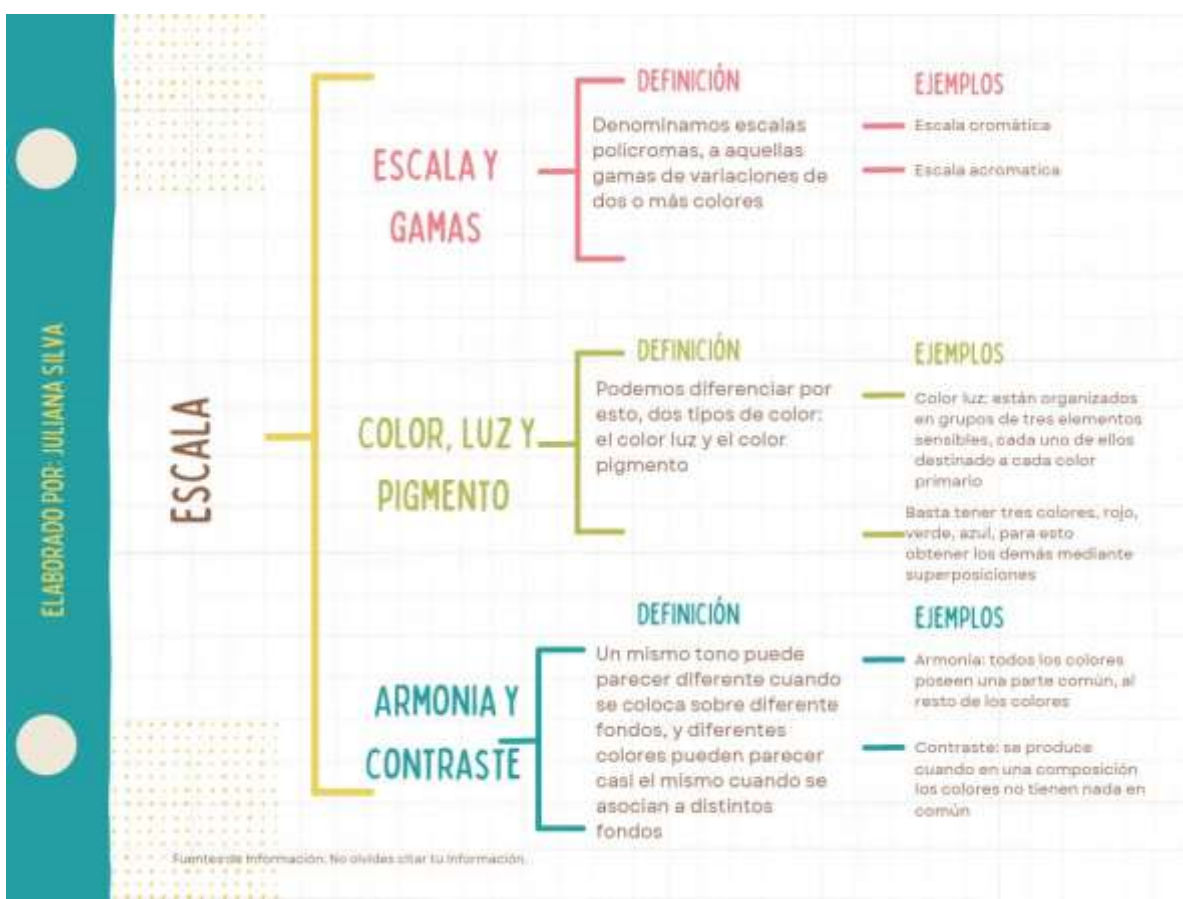 ELABORADO POR: JULIANA SILVA
ESCALA
ESCALA Y
GAMAS
DEFINICIÓN
Denominamos escalas
polícromas, a aquellas
gamas de variaciones de
dos o más colores
EJEMPLOS
Escala cromática
Escala acromatica
COLOR, LUZ Y
PIGMENTO
DEFINICIÓN
Podemos diferenciar por
esto, dos tipos de color:
el color luz y el color
pigmento
EJEMPLOS
Color luz: están organizados
en grupos de tres elementos
sensibles, cada uno de ellos
destinado a cada color
primario
Basta tener tres colores, rojo,
verde, azul, para esto
obtener los demás mediante
superposiciones
ARMONIA Y
CONTRASTE
DEFINICIÓN
Un mismo tono puede
parecer diferente cuando
se coloca sobre diferente
fondos, y diferentes
colores pueden parecer
casi el mismo cuando se
asocian a distintos
fondos
EJEMPLOS
Armonía: todos los colores
poseen una parte común, al
resto de los colores
Contraste: se produce
cuando en una composición
los colores no tienen nada en
común
Fuentes de Información: No olvides citar tu información.